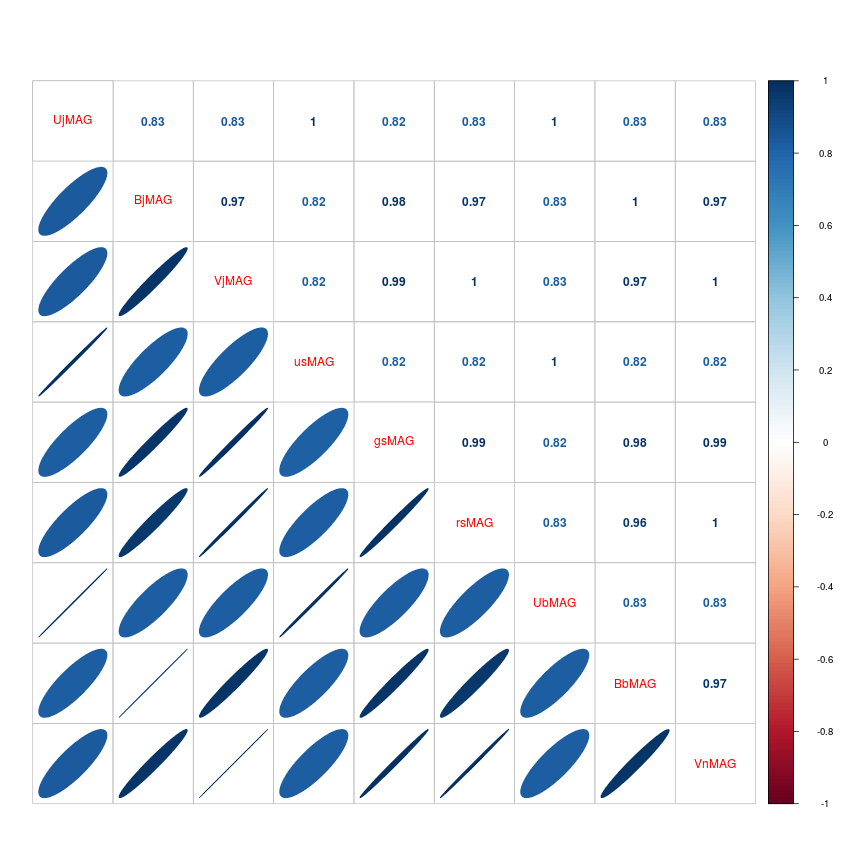 UjMAG 0.83 0.83 1 0.82 0.83 1 0.83 0.83
BjMAG 0.97 0.82 0.98 0.97 0.83 1 0.97
VjMAG 0.82 0.99 1 0.83 0.97 1
usMAG 0.82 0.82 1 0.82 0.82
gsMAG 0.99 0.82 0.98 0.99
rsMAG 0.83 0.96 1
UbMAG 0.83 0.83
BbMAG 0.97
VnMAG
1
0.8
0.6
0.4
0.2
0
-0.2
-0.4
-0.6
-0.8
-1